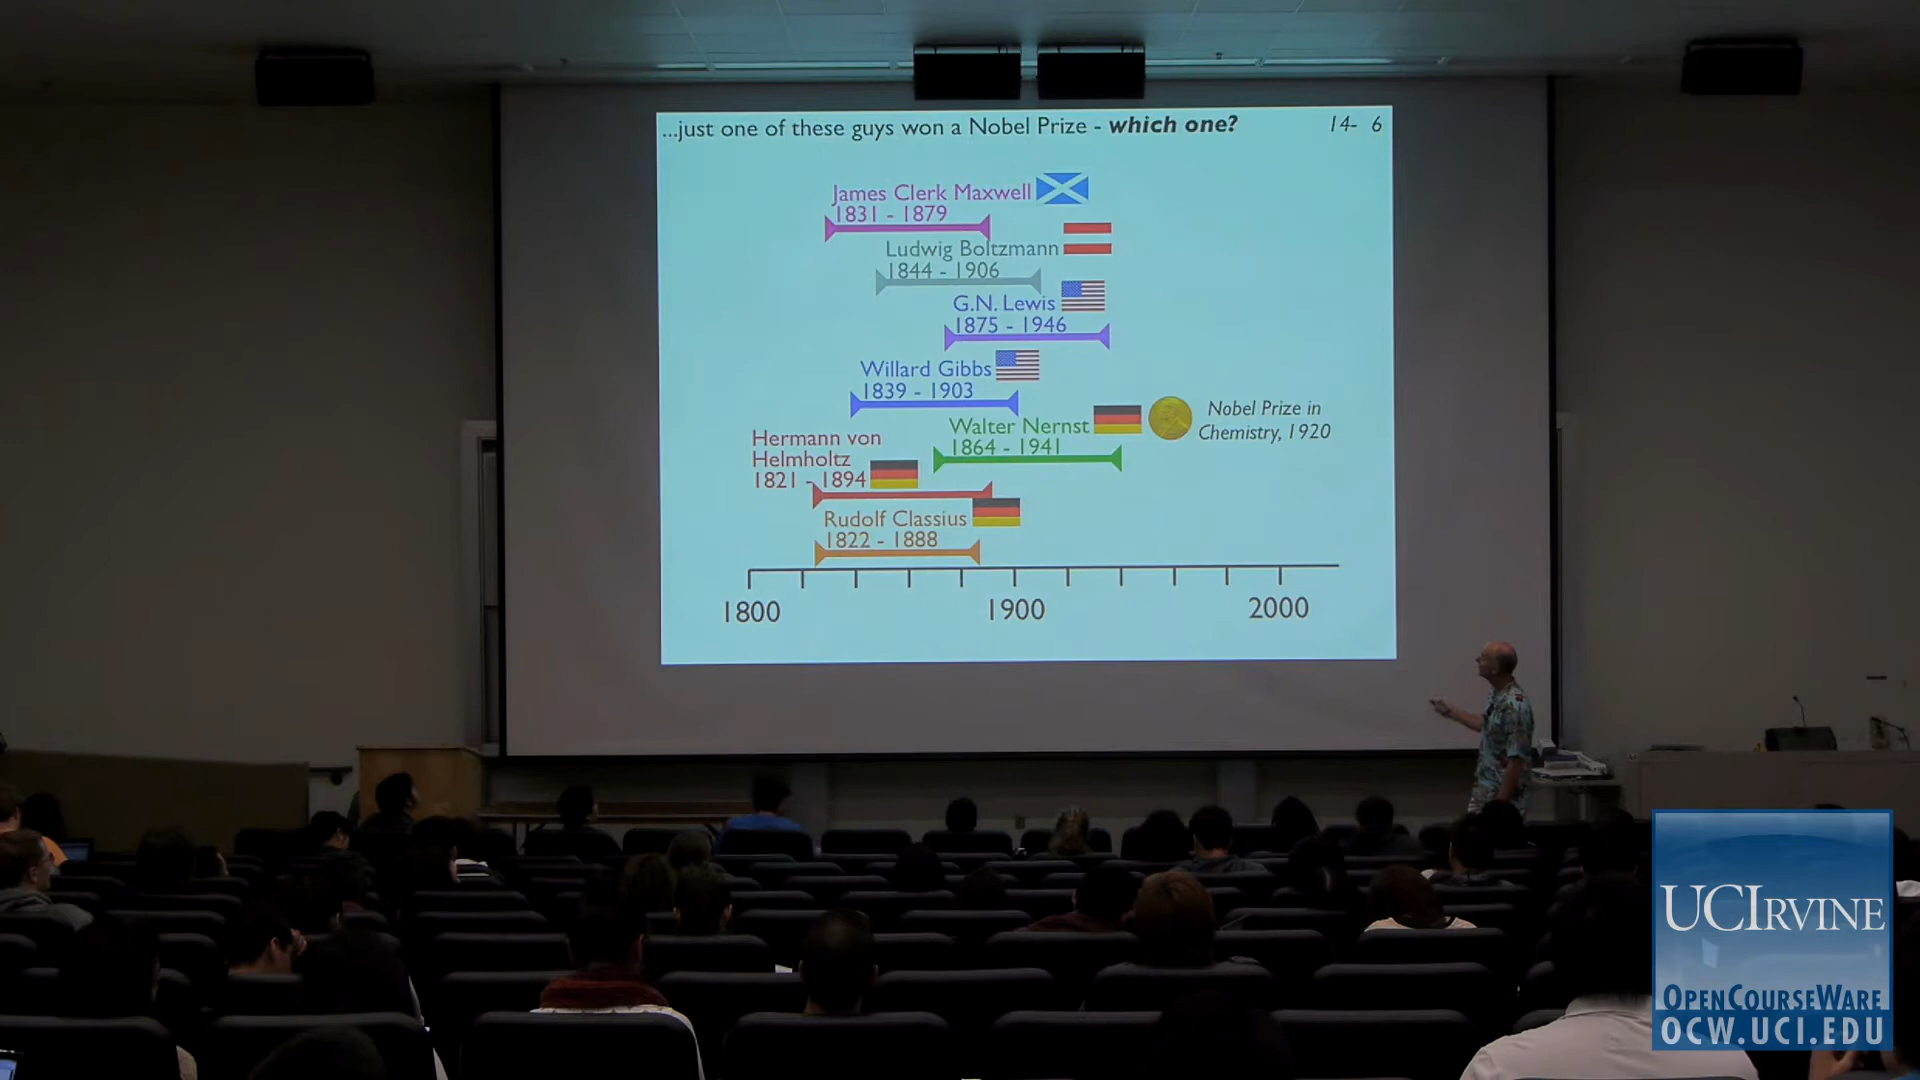 ...just one of these guys won a Nobel Prize - which one?
14- 6
James Clerk Maxwell
1831 - 1879
Ludwig Boltzmann
1844 - 1906
G.N. Lewis
1875 - 1946
Willard Gibbs
1839 - 1903
Walter Nernst
1864 - 1941
Nobel Prize in
Chemistry, 1920
Hermann von
Helmholtz
1821 - 1894
Rudolf Classius
1822 - 1888
1800
1900
2000
UCIRVINE
OPENCOURSEWARE
OCW.UCI.EDU